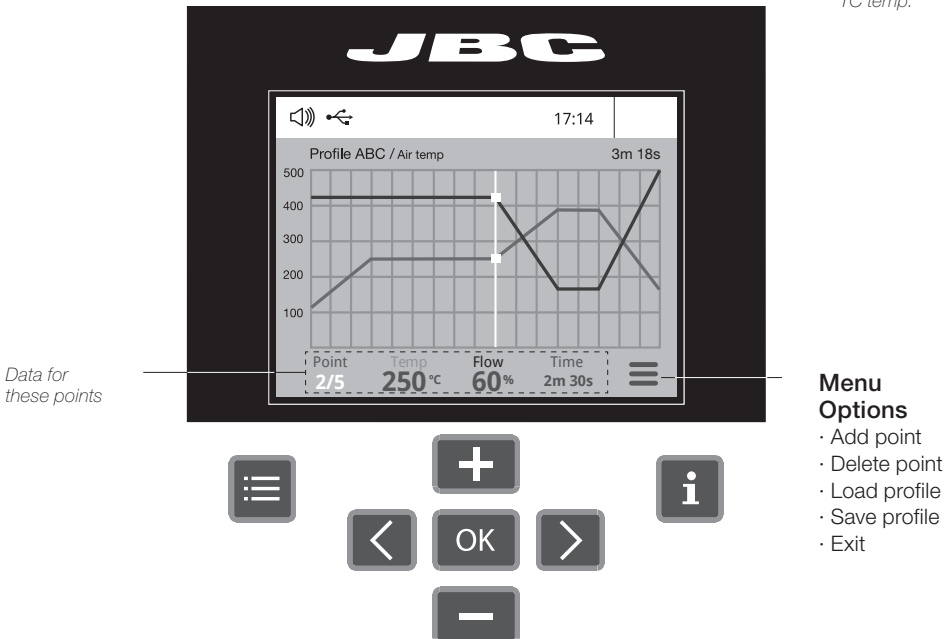 TC temp.
JBC
17:14
Profile ABC / Air temp
3m 18s
500
400
300
200
100
Point Temp Flow Time
2/5 250 °C 60 % 2m 30s
Data for
these points
Menu
Options
· Add point
· Delete point
· Load profile
· Save profile
· Exit
i
OK